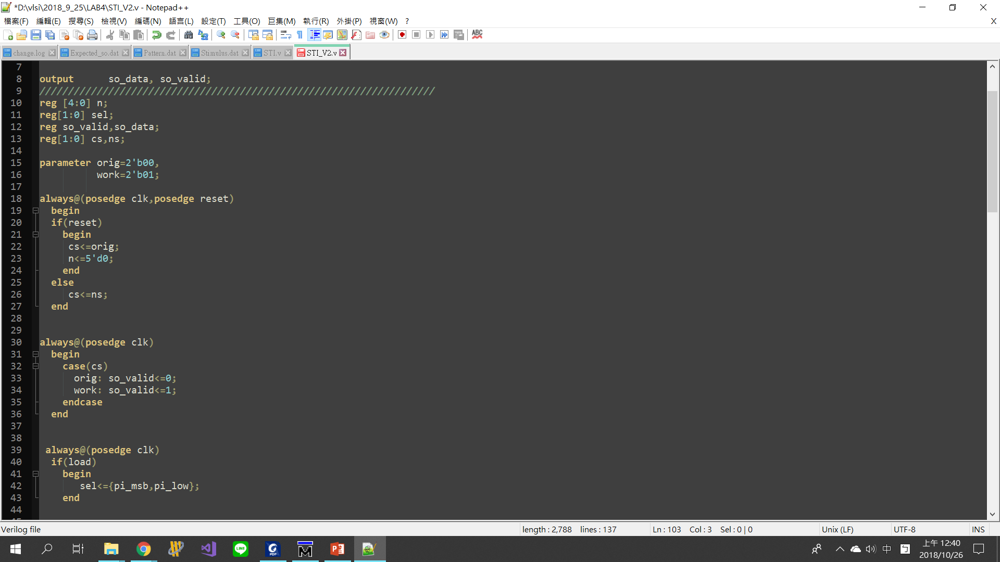 *D:\vlsi\2018_9_25\LAB4\STI_V2.v - Notepad++
檔案(F) 編輯(E) 搜尋(S) 檢視(V) 編碼(N) 語言(L) 設定(T) 工具(O) 巨集(M) 執行(R) 外掛(P) 視窗(W) ? X
ABC
change.log Expected_so.dat Pattern.dat Stimulus.dat STI.v STI_V2.v
7
8 output so_data, so_valid;
9 /////////////////////////////////////////////////////////////////////
10 reg [4:0] n;
11 reg[1:0] sel;
12 reg so_valid,so_data;
13 reg[1:0] cs,ns;
14
15 parameter orig=2'b00,
16 work=2'b01;
17
18 always@(posedge clk,posedge reset)
19 begin
20 if(reset)
21 begin
22 cs<=orig;
23 n<=5'd0;
24 end
25 else
26 cs<=ns;
27 end
28
29
30 always@(posedge clk)
31 begin
32 case(cs)
33 orig: so_valid<=0;
34 work: so_valid<=1;
35 endcase
36 end
37
38
39 always@(posedge clk)
40 if(load)
41 begin
42 sel<={pi_msb,pi_low};
43 end
44
45
Verilog file length : 2,788 lines : 137 Ln : 103 Col : 3 Sel : 0 | 0 Unix (LF) UTF-8 INS
LINE PDF 中 上午 12:40
2018/10/26